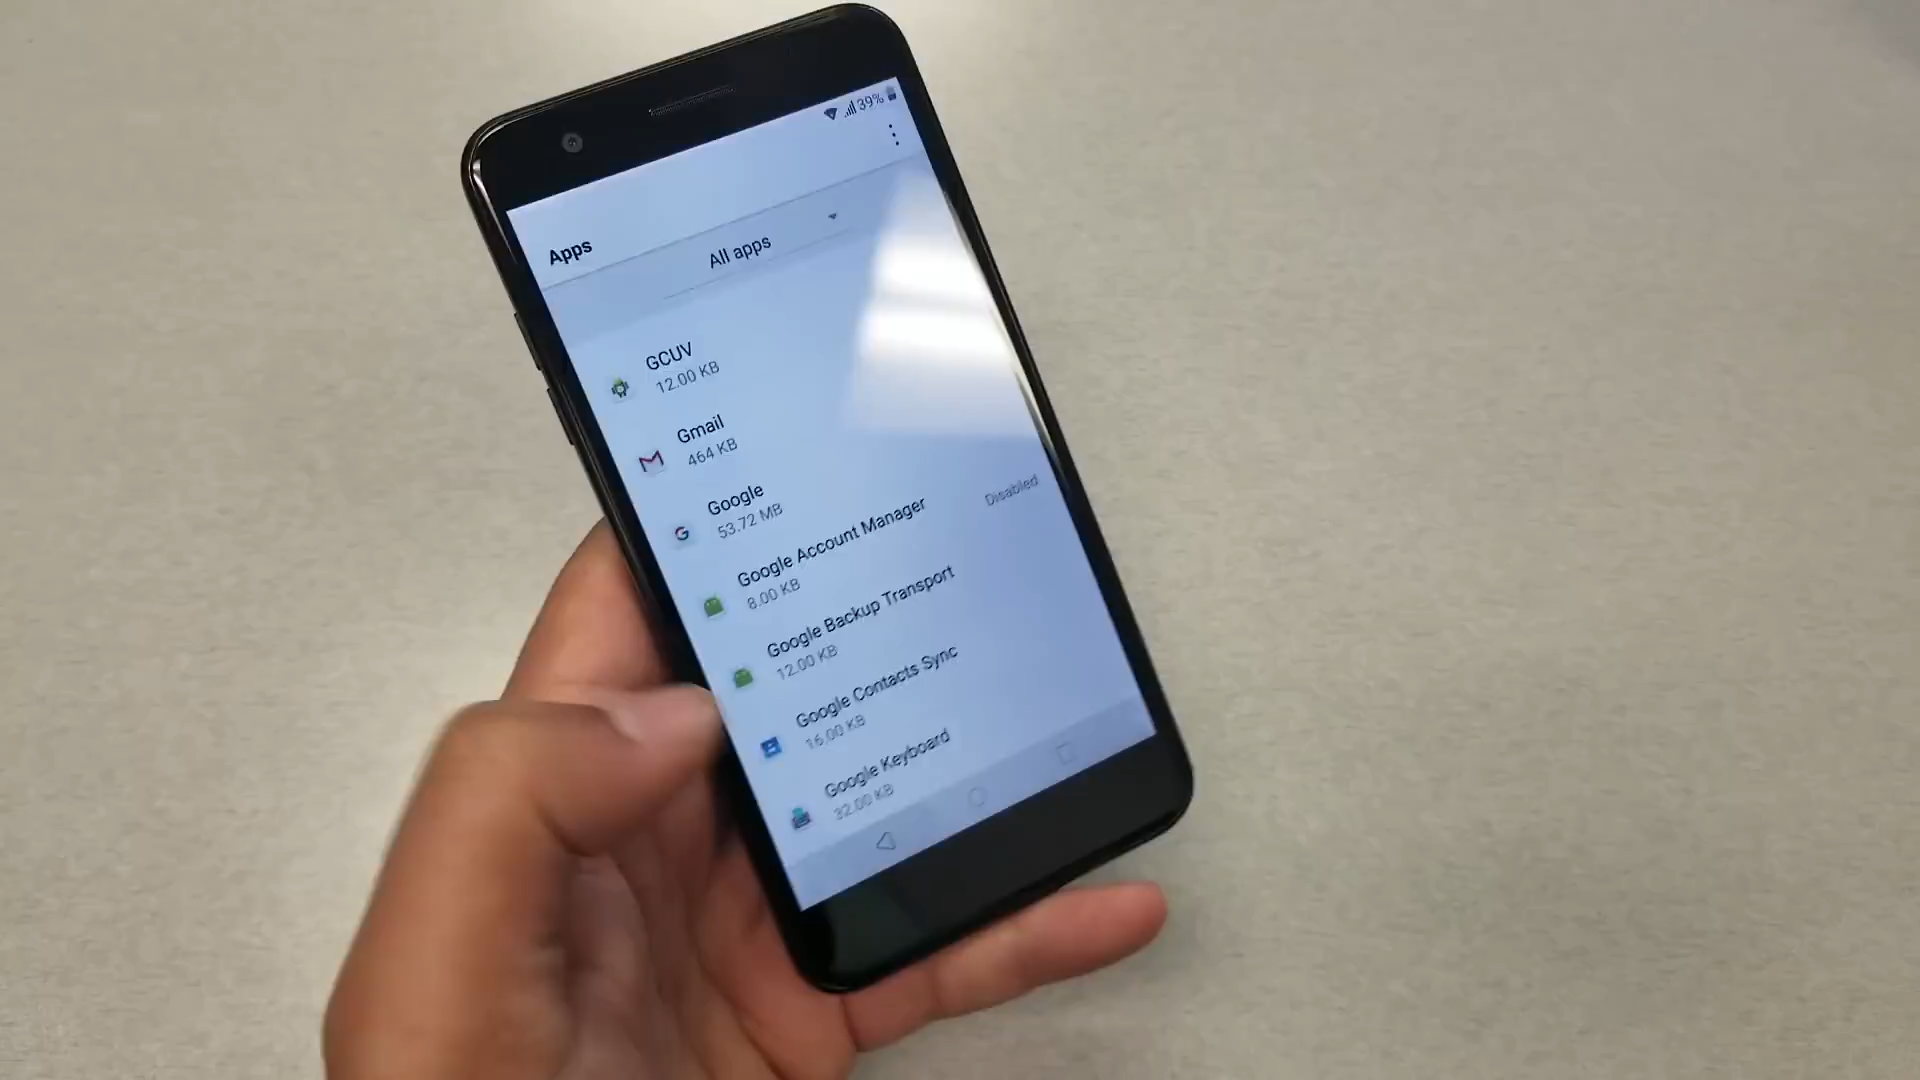 39%
Apps
All apps
GCUV
12.00 KB
Gmail
464 KB
Google
53.72 MB
Google Account Manager
Disabled
8.00 KB
Google Backup Transport
12.00 KB
Google Contacts Sync
16.00 KB
Google Keyboard
32.00 KB